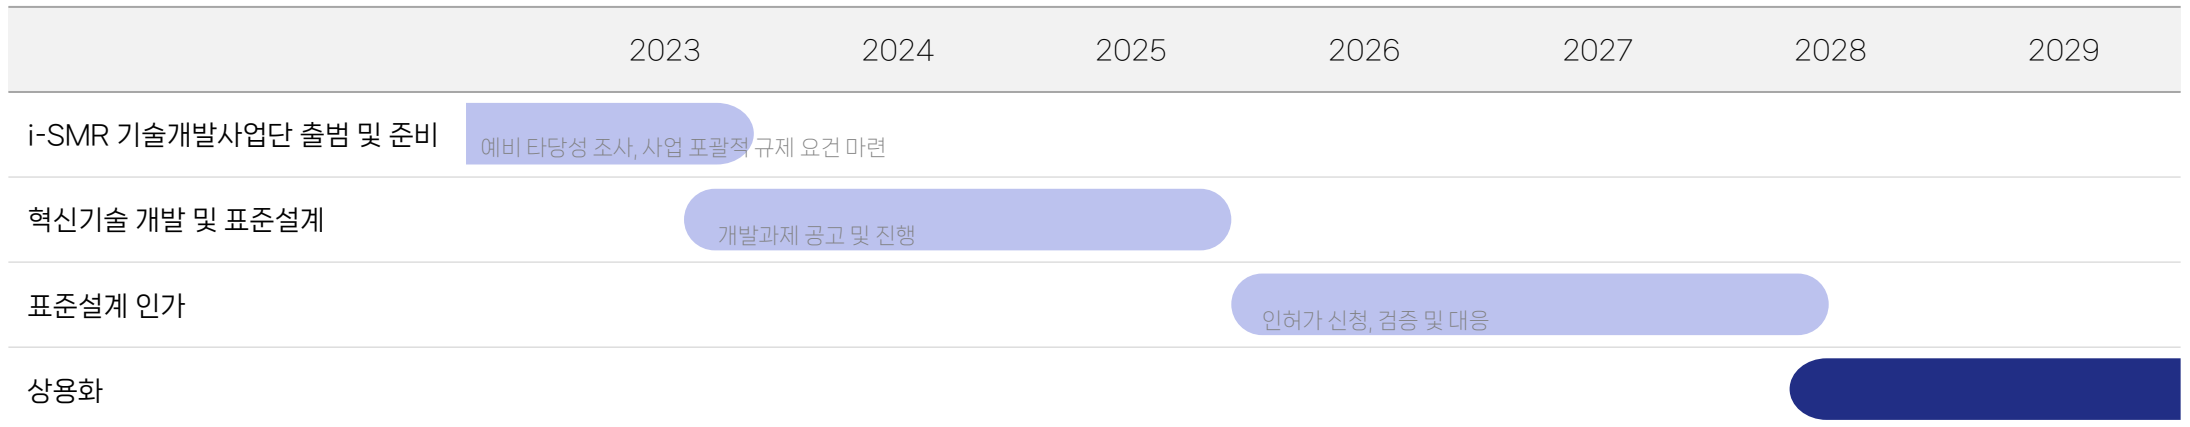 2023 2024 2025 2026 2027 2028 2029
i-SMR 기술개발사업단 출범 및 준비
예비 타당성 조사, 사업 포괄적 규제 요건 마련
혁신기술 개발 및 표준설계
개발과제 공고 및 진행
표준설계 인가
인허가 신청, 검증 및 대응
상용화